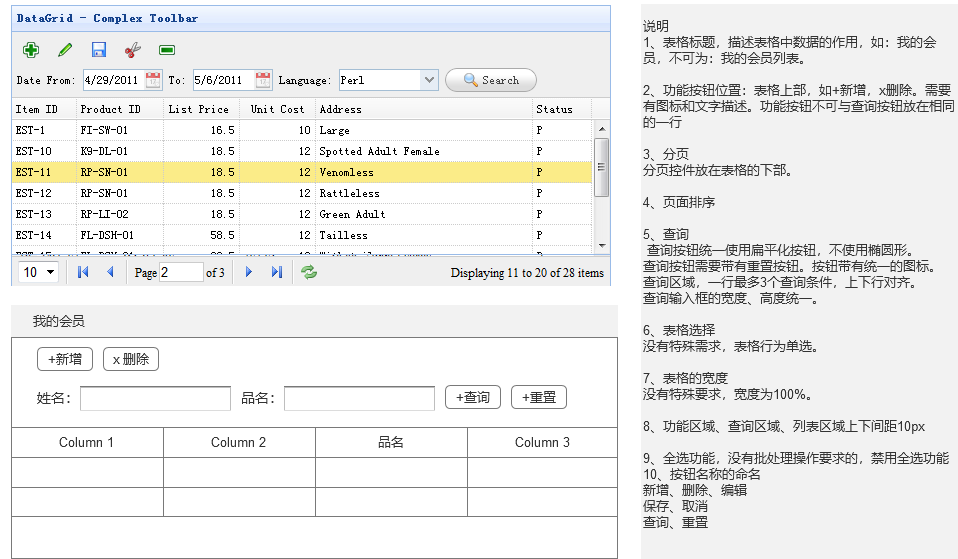 DataGrid - Complex Toolbar
Date From: 4/29/2011 To: 5/6/2011 Language: Perl Search
Item ID Product ID List Price Unit Cost Address Status
EST-1 FI-SW-01 16.5 10 Large P
EST-10 K9-DL-01 18.5 12 Spotted Adult Female P
EST-11 RP-SN-01 18.5 12 Venomless P
EST-12 RP-SN-01 18.5 12 Rattleless P
EST-13 RP-LI-02 18.5 12 Green Adult P
EST-14 FL-DSH-01 58.5 12 Tailless P
10 Page 2 of 3 Displaying 11 to 20 of 28 items
我的会员
+新增 x 删除
姓名： 品名： +查询 +重置
Column 1 Column 2 品名 Column 3
说明
1、表格标题，描述表格中数据的作用，如：我的会
员，不可为：我的会员列表。
2、功能按钮位置：表格上部，如+新增，x删除。需要
有图标和文字描述。功能按钮不可与查询按钮放在相同
的一行
3、分页
分页控件放在表格的下部。
4、页面排序
5、查询
查询按钮统一使用扁平化按钮，不使用椭圆形。
查询按钮需要带有重置按钮。按钮带有统一的图标。
查询区域，一行最多3个查询条件，上下行对齐。
查询输入框的宽度、高度统一。
6、表格选择
没有特殊需求，表格行为单选。
7、表格的宽度
没有特殊要求，宽度为100%。
8、功能区域、查询区域、列表区域上下间距10px
9、全选功能，没有批处理操作要求的，禁用全选功能
10、按钮名称的命名
新增、删除、编辑
保存、取消
查询、重置